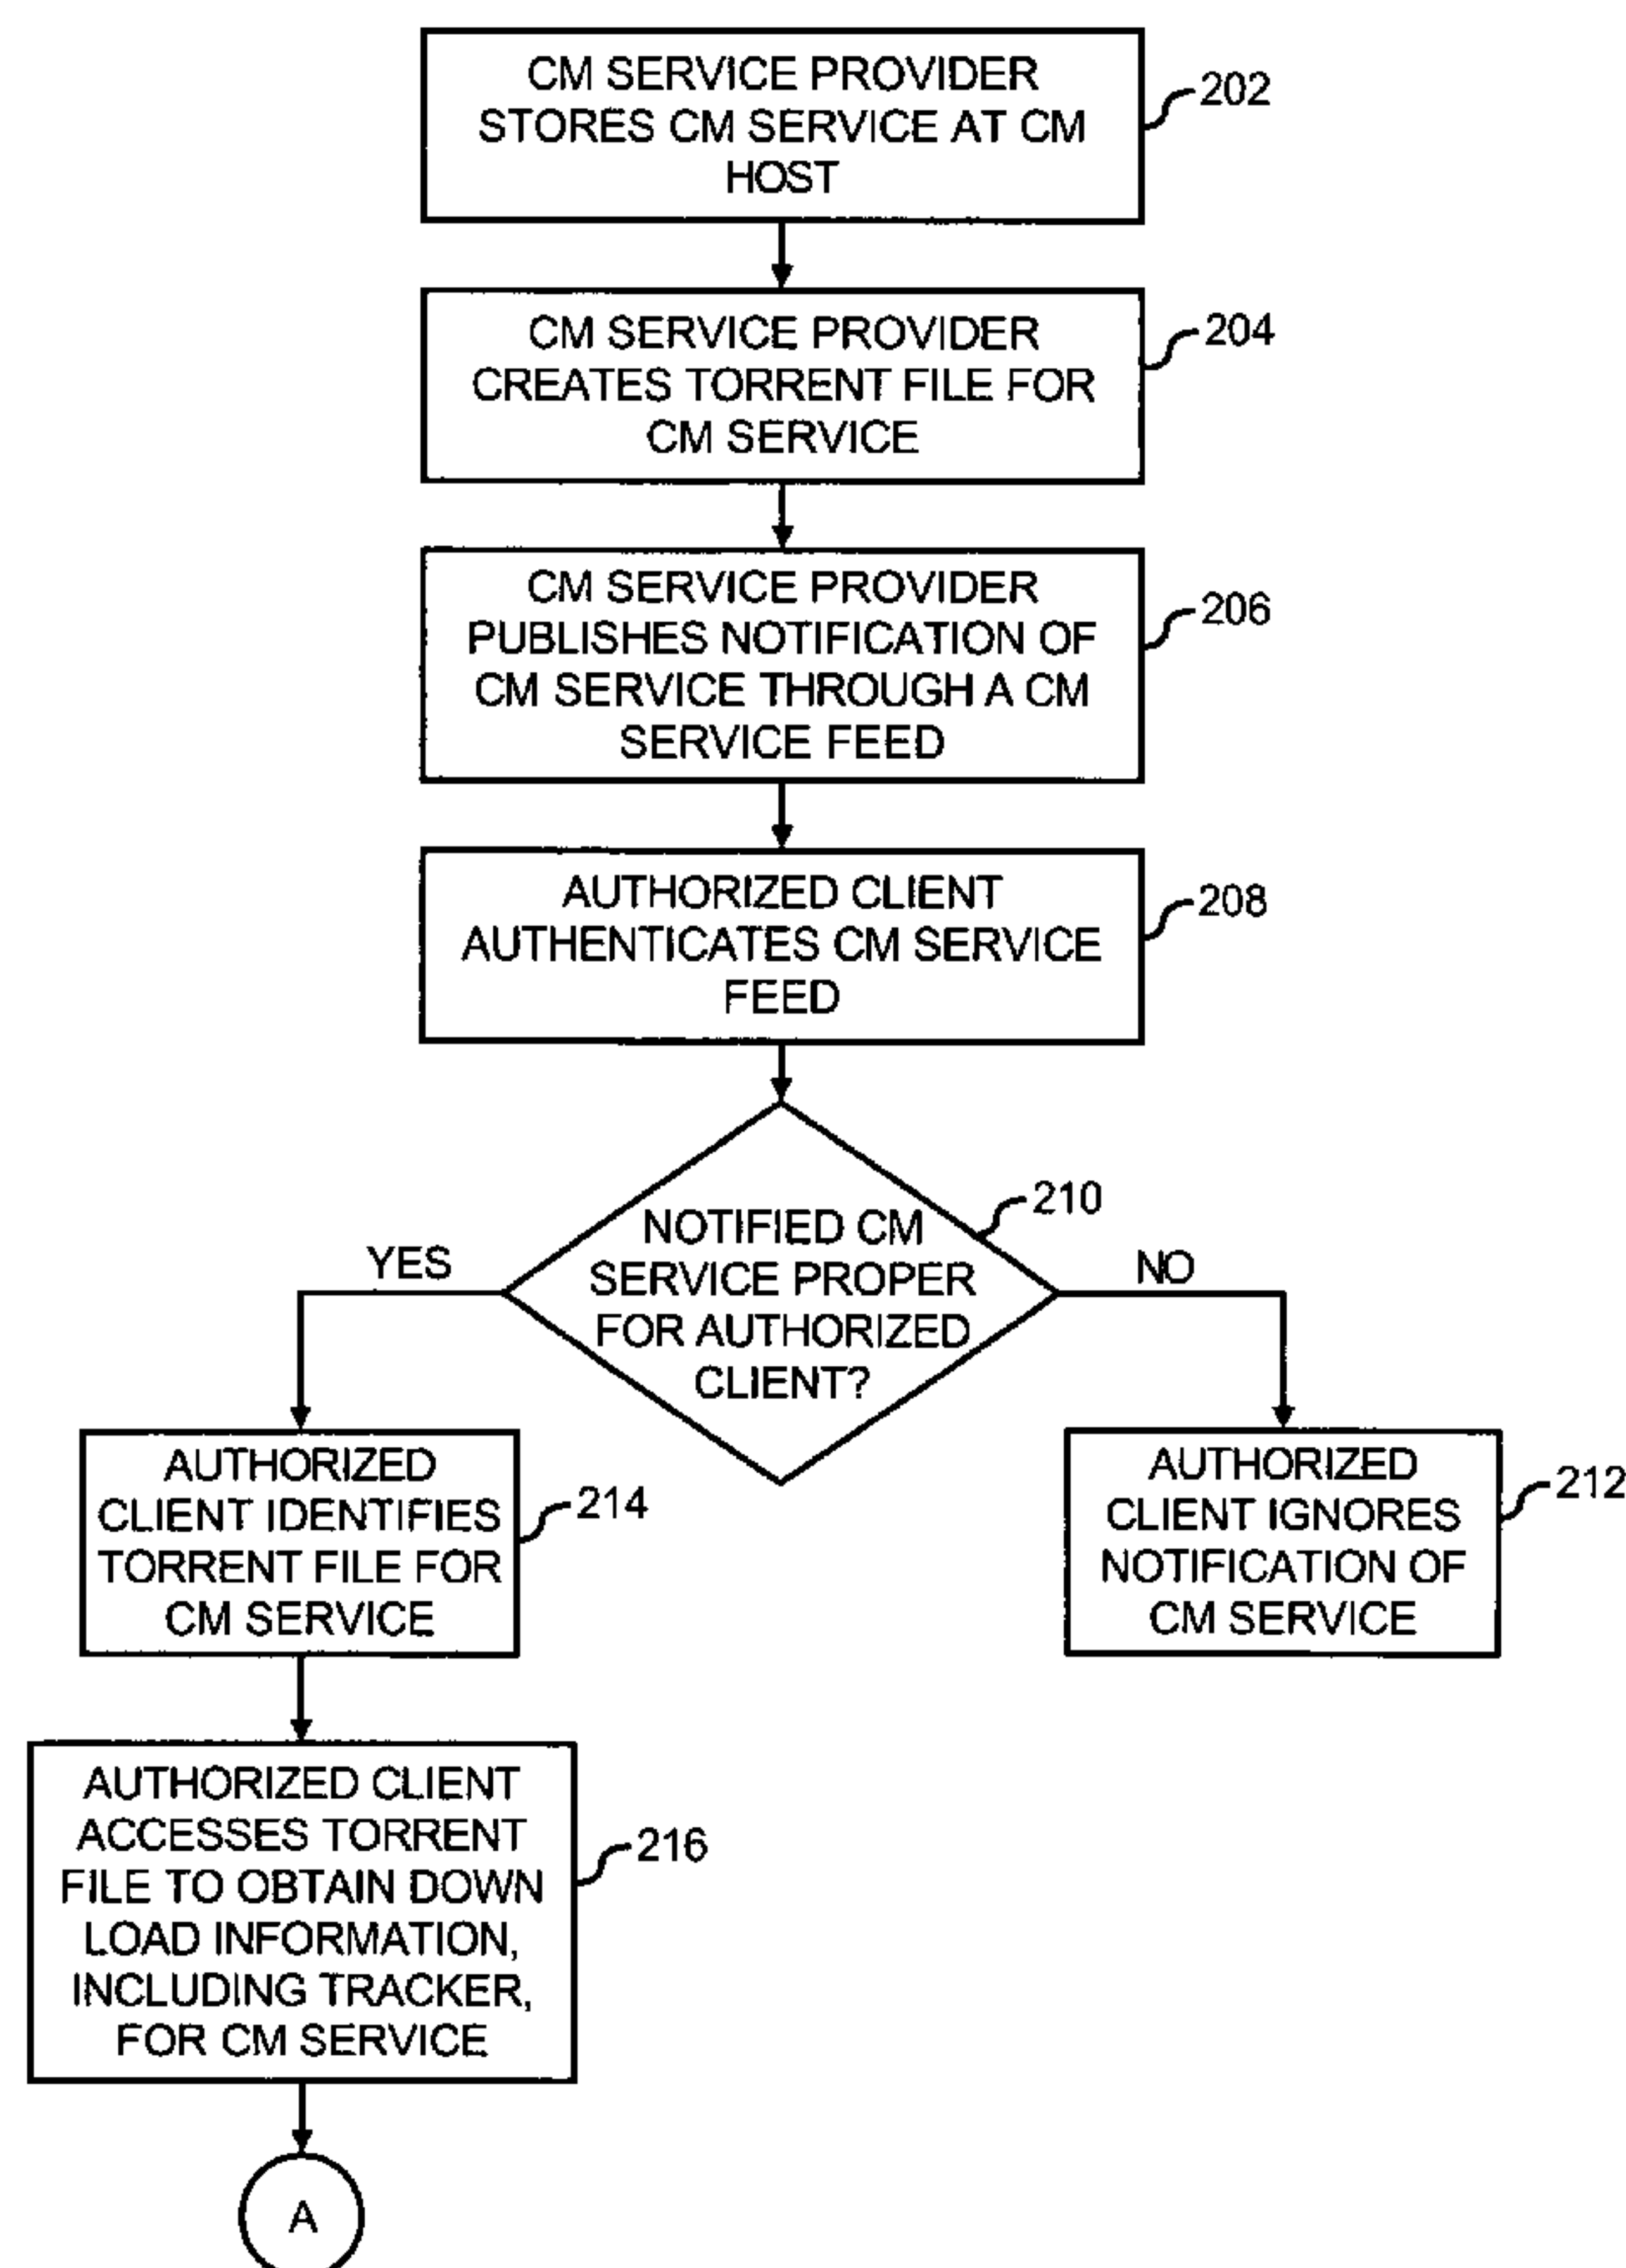 CM SERVICE PROVIDER
STORES CM SERVICE AT CM
HOST
202
CM SERVICE PROVIDER
CREATES TORRENT FILE FOR
CM SERVICE
204
CM SERVICE PROVIDER
PUBLISHES NOTIFICATION OF
CM SERVICE THROUGH A CM
SERVICE FEED
206
AUTHORIZED CLIENT
AUTHENTICATES CM SERVICE
FEED
208
NOTIFIED CM
SERVICE PROPER
FOR AUTHORIZED
CLIENT?
210
YES
NO
AUTHORIZED
CLIENT IDENTIFIES
TORRENT FILE FOR
CM SERVICE
214
AUTHORIZED
CLIENT IGNORES
NOTIFICATION OF
CM SERVICE
212
AUTHORIZED CLIENT
ACCESSES TORRENT
FILE TO OBTAIN DOWN
LOAD INFORMATION,
INCLUDING TRACKER,
FOR CM SERVICE
216
A